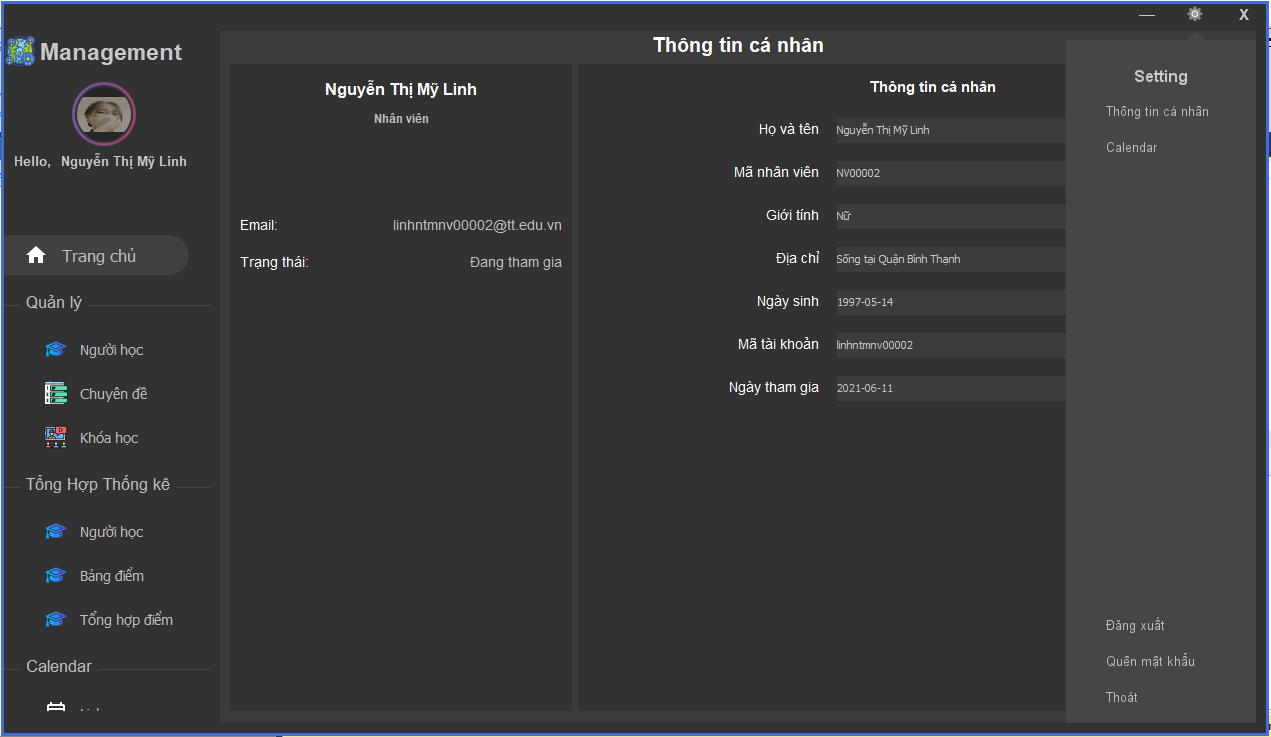 — X
Management
Hello, Nguyễn Thị Mỹ Linh
Trang chủ
Quản lý
Người học
Chuyên đề
Khóa học
Tổng Hợp Thống kê
Người học
Bảng điểm
Tổng hợp điểm
Calendar
Thông tin cá nhân
Nguyễn Thị Mỹ Linh
Nhân viên
Email: linhntmnv00002@tt.edu.vn
Trạng thái: Đang tham gia
Thông tin cá nhân
Họ và tên Nguyễn Thị Mỹ Linh
Mã nhân viên NV00002
Giới tính Nữ
Địa chỉ Sống tại Quận Bình Thạnh
Ngày sinh 1997-05-14
Mã tài khoản linhntmnv00002
Ngày tham gia 2021-06-11
Setting
Thông tin cá nhân
Calendar
Đăng xuất
Quên mật khẩu
Thoát